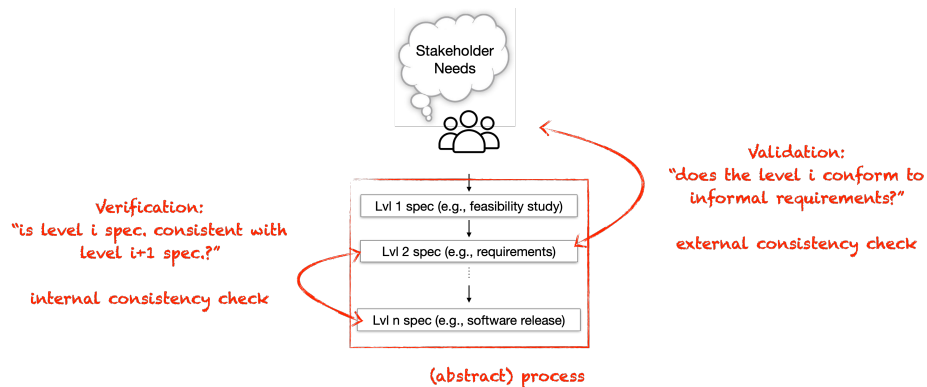 Stakeholder
Needs
Validation:
“does the level i conform to
informal requirements?”
external consistency check
Verification:
“is level i spec. consistent with
level i+1 spec.?”
internal consistency check
Lvl 1 spec (e.g., feasibility study)
Lvl 2 spec (e.g., requirements)
Lvl n spec (e.g., software release)
(abstract) process